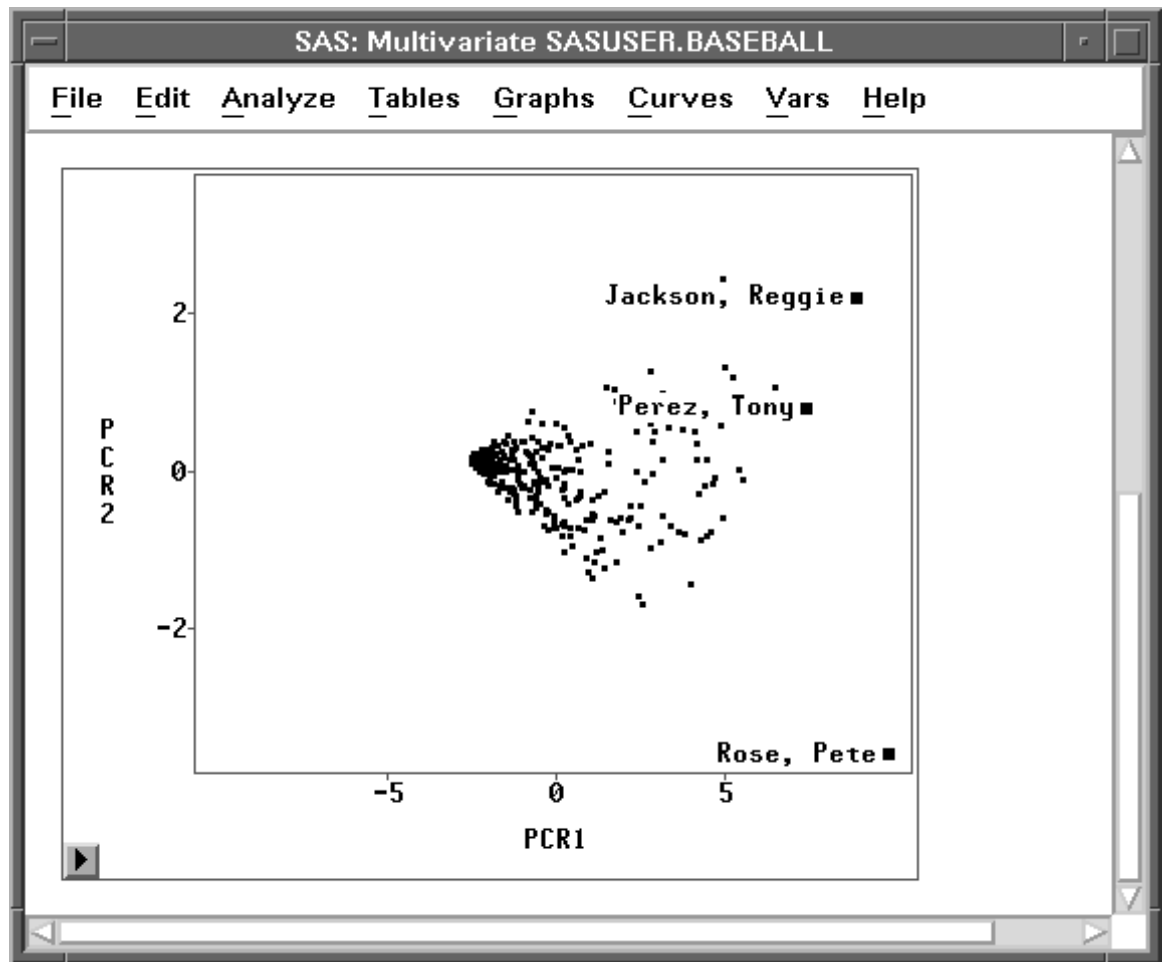 SAS: Multivariate SASUSER.BASEBALL
File Edit Analyze Tables Graphs Curves Vars Help
Jackson, Reggie
2
Perez, Tony
PCR2
0
-2
Rose, Pete
-5 0 5
PCR1